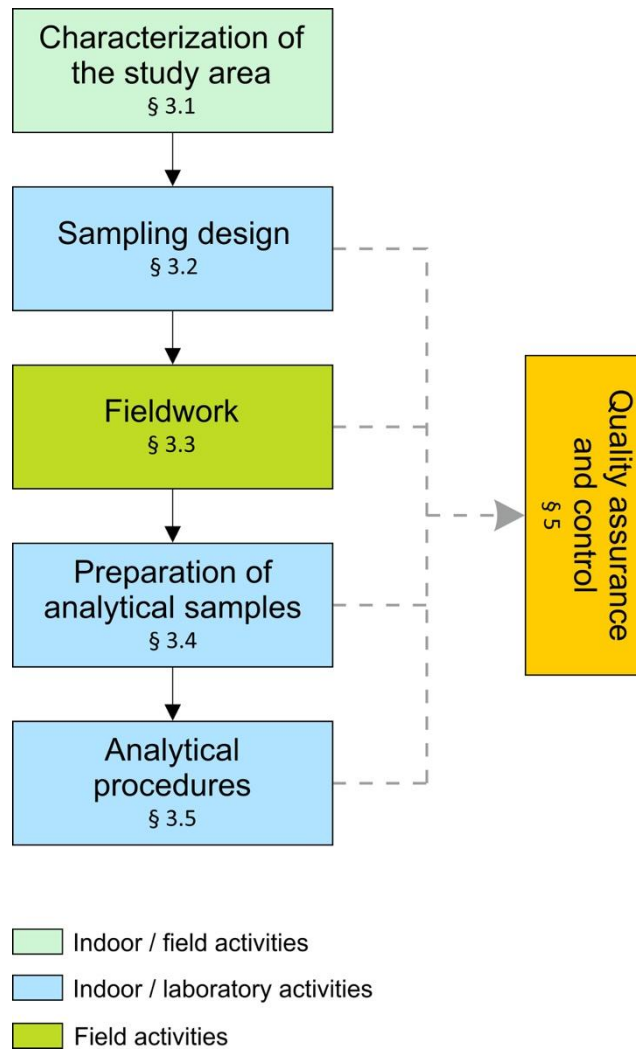 Characterization of
the study area
§ 3.1
Sampling design
§ 3.2
Fieldwork
§ 3.3
Preparation of
analytical samples
§ 3.4
Analytical
procedures
§ 3.5
Quality assurance
and control
§ 5
Indoor / field activities
Indoor / laboratory activities
Field activities